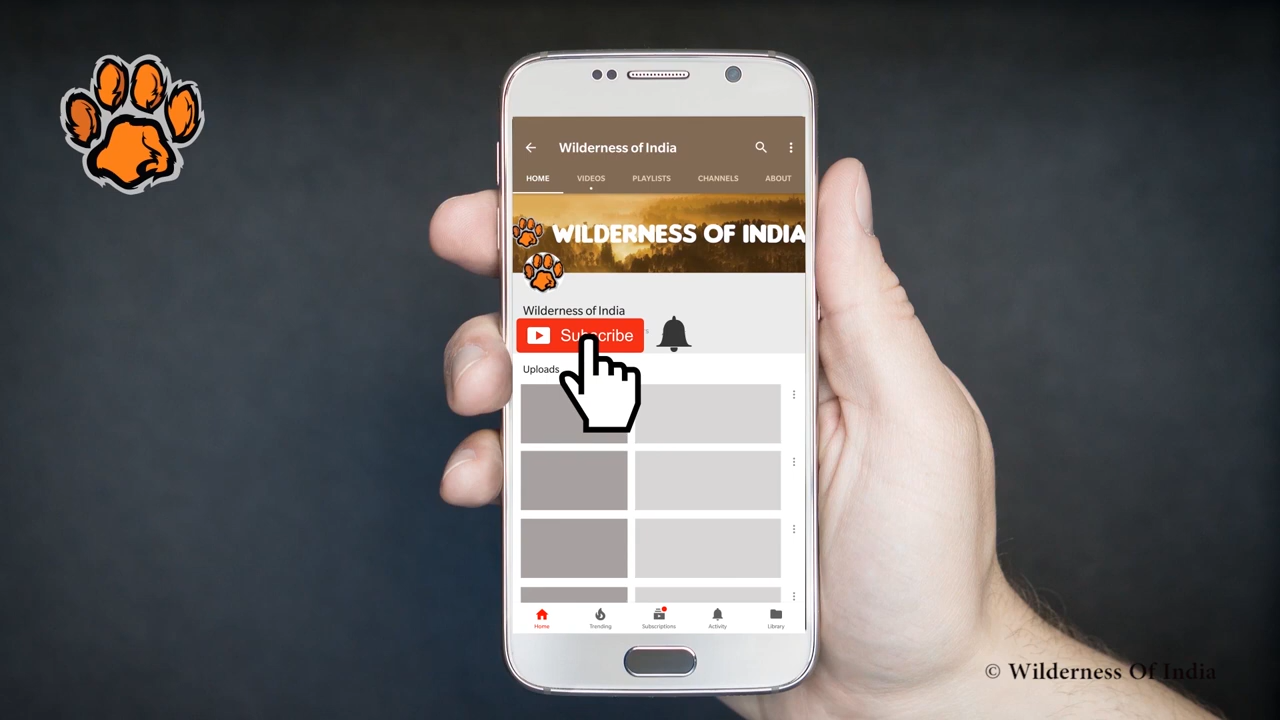 Wilderness of India
HOME VIDEOS PLAYLISTS CHANNELS ABOUT
WILDERNESS OF INDIA
Wilderness of India
Subscribe
Uploads
Home Trending Subscriptions Activity Library
© Wilderness Of India